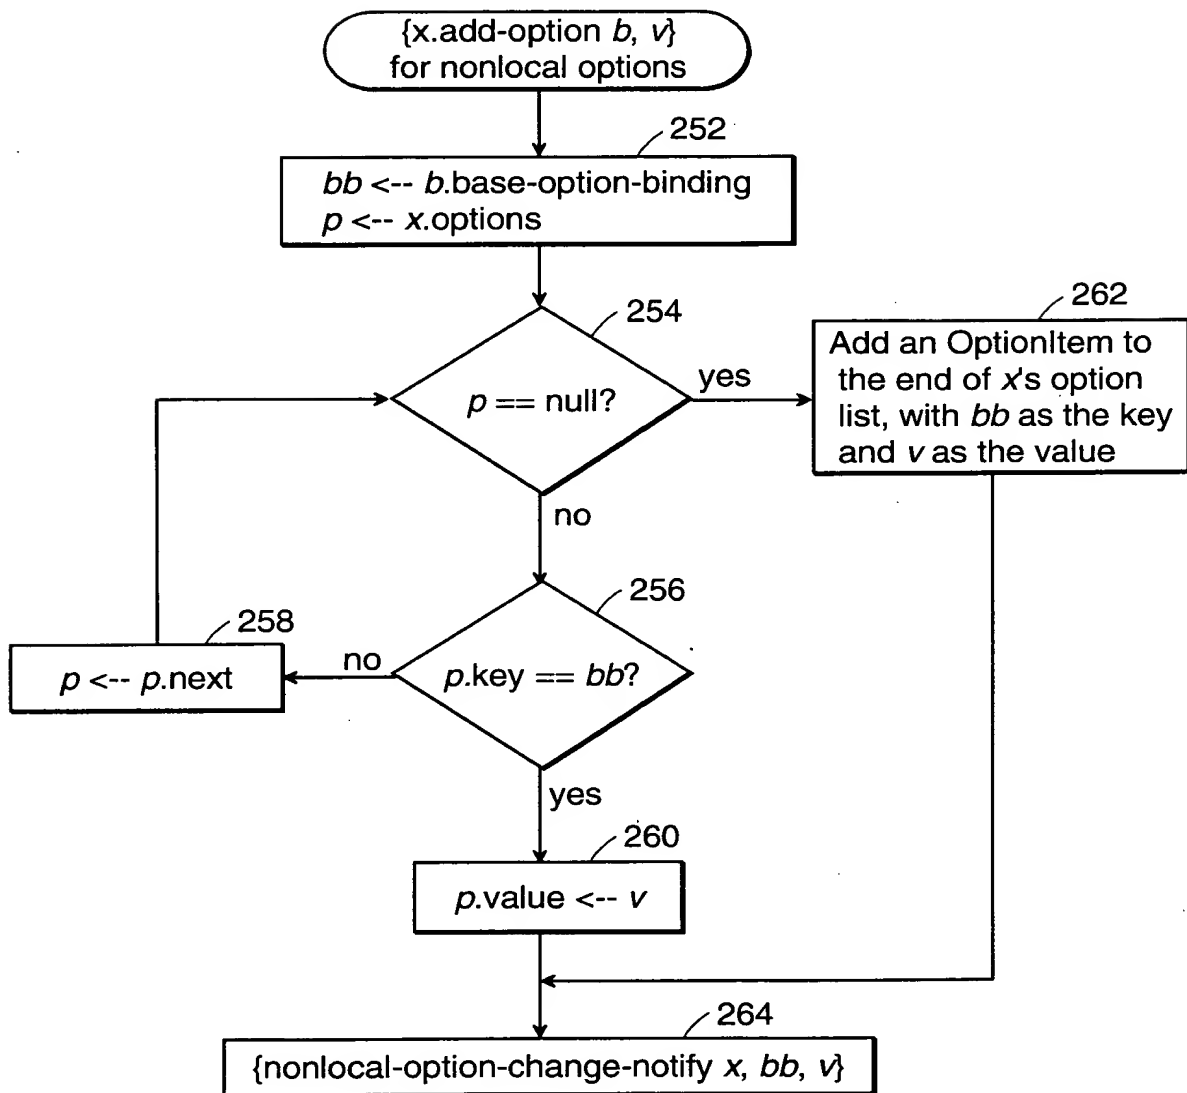 {x.add-option b, v}
for nonlocal options
252
bb <-- b.base-option-binding
p <-- x.options
254
p == null?
yes
262
Add an OptionItem to
the end of x's option
list, with bb as the key
and v as the value
no
256
p.key == bb?
no
258
p <-- p.next
yes
260
p.value <-- v
264
{nonlocal-option-change-notify x, bb, v}